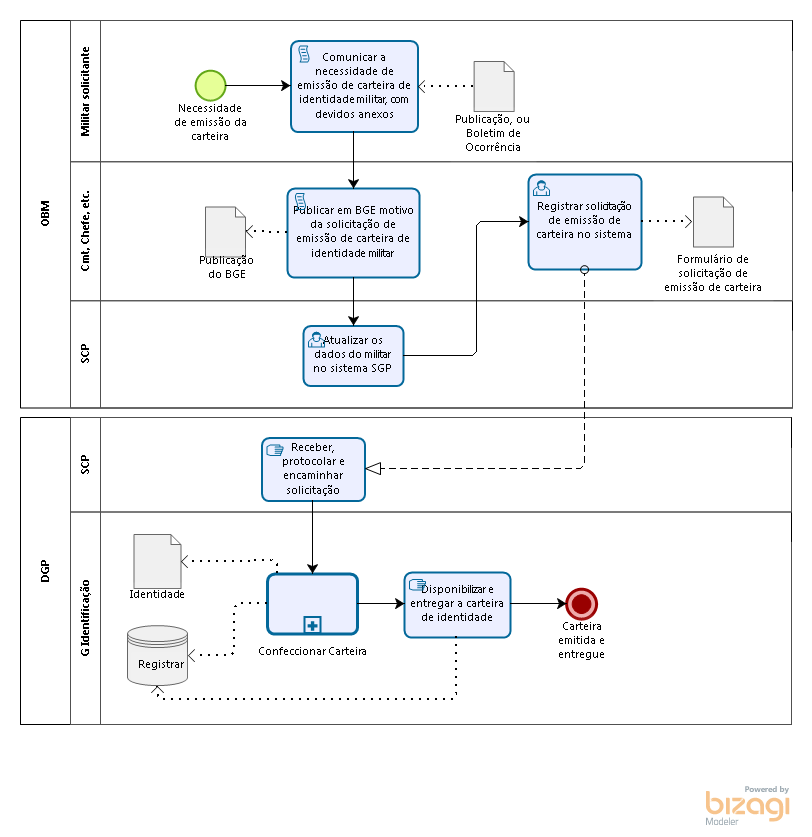 OBM
Militar solicitante
Necessidade
de emissão da
carteira
Comunicar a
necessidade de
emissão de carteira de
identidade militar, com
devidos anexos
Publicação, ou
Boletim de
Ocorrência
Cmt, Chefe, etc.
Publicação
do BGE
Publicar em BGE motivo
da solicitação de
emissão de carteira de
identidade militar
Registrar solicitação
de emissão de
carteira no sistema
Formulário de
solicitação de
emissão de carteira
SCP
Atualizar os
dados do militar
no sistema SGP
DGP
SCP
Receber,
protocolar e
encaminhar
solicitação
G Identificação
Identidade
Registrar
Confeccionar Carteira
Disponibilizar e
entregar a carteira
de identidade
Carteira
emitida e
entregue
Powered by
bizagi
Modeler